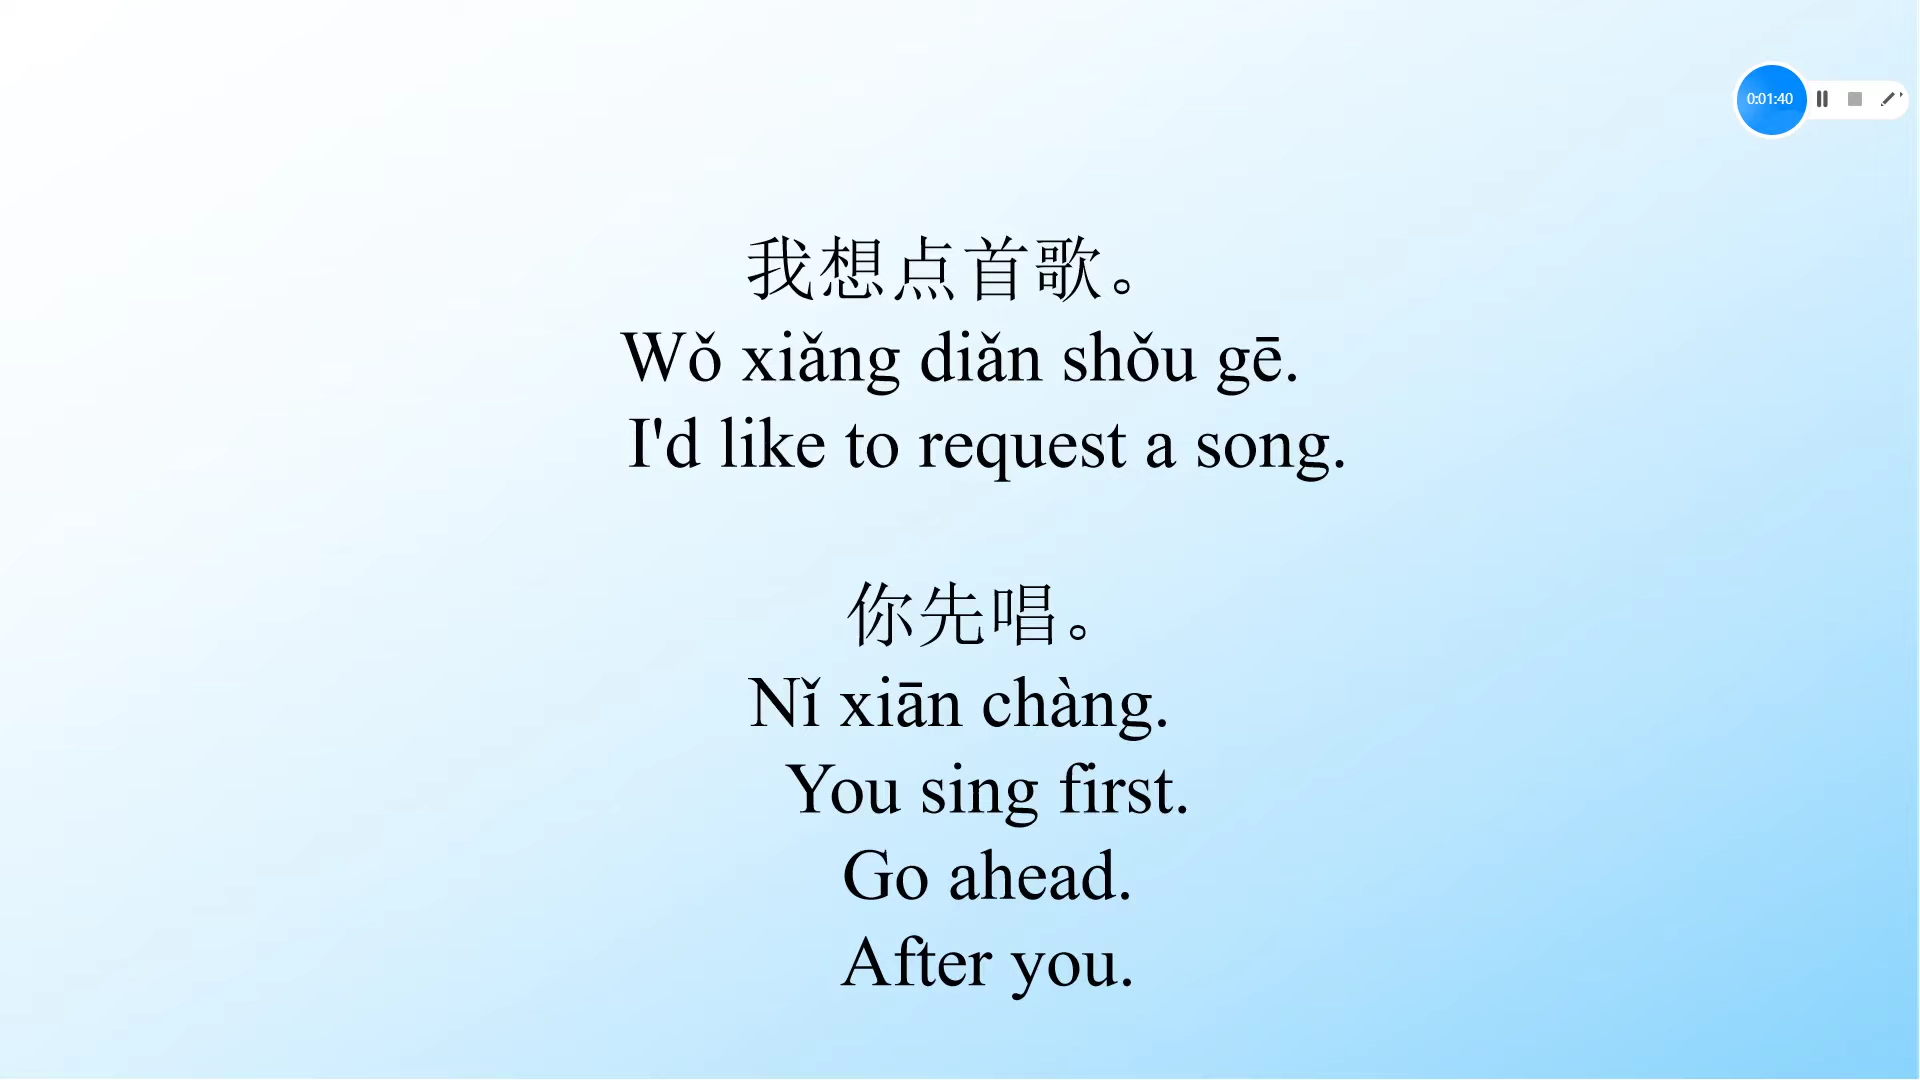 0:01:40
我想点首歌。
Wǒ xiǎng diǎn shǒu gē.
I'd like to request a song.
你先唱。
Nǐ xiān chàng.
You sing first.
Go ahead.
After you.